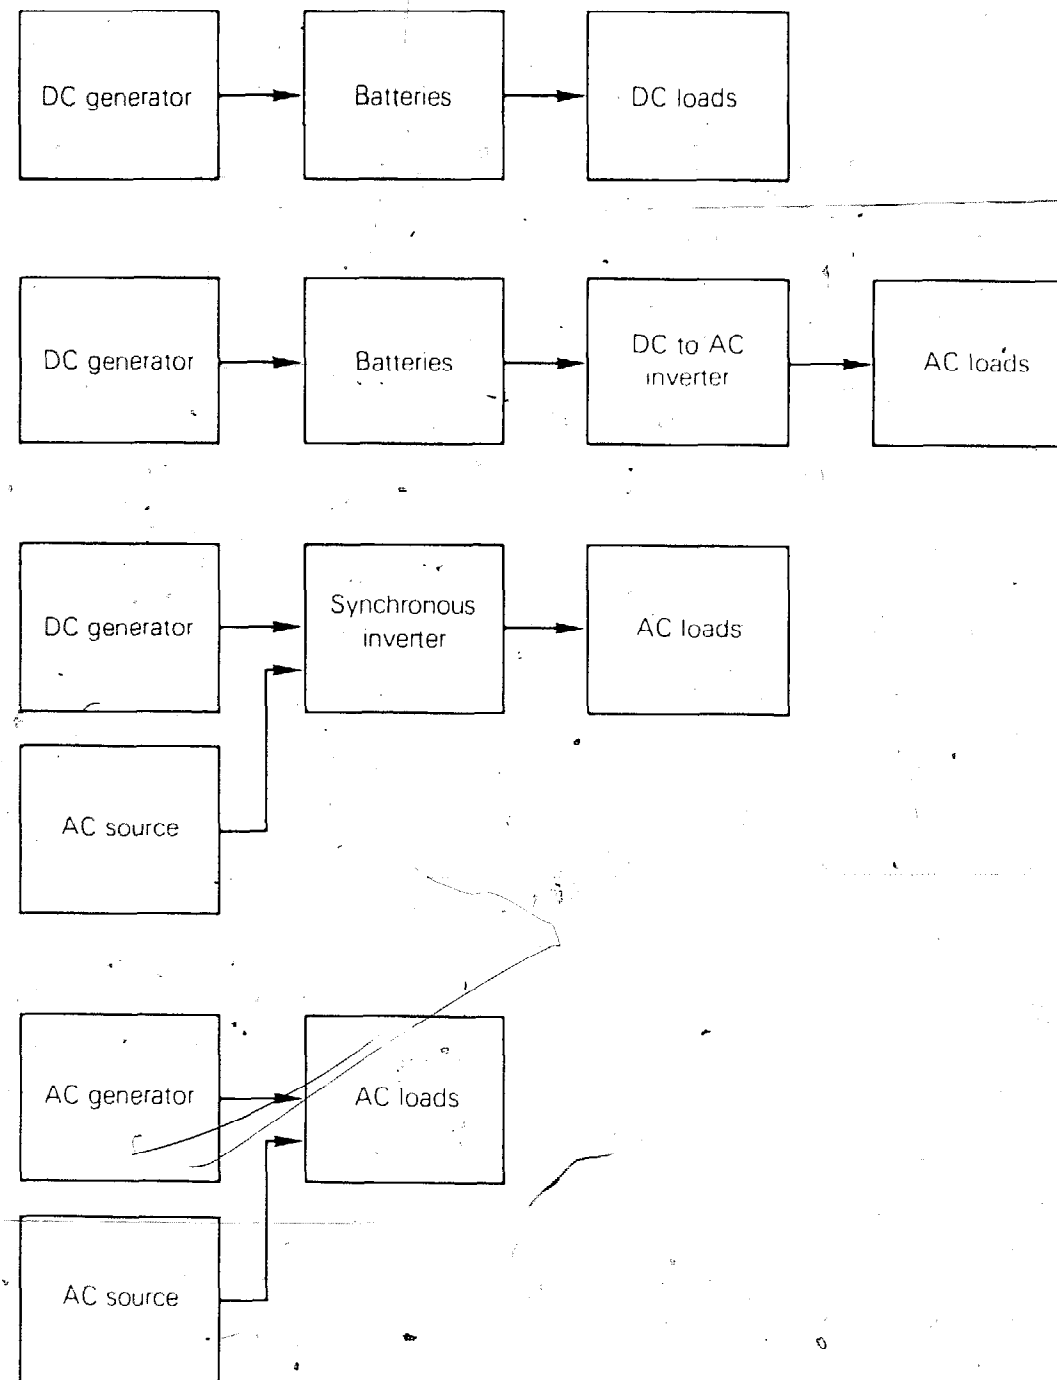 DC generator
Batteries
DC loads
DC generator
Batteries
DC to AC
inverter
AC loads
DC generator
Synchronous
inverter
AC loads
AC source
AC generator
AC loads
AC source